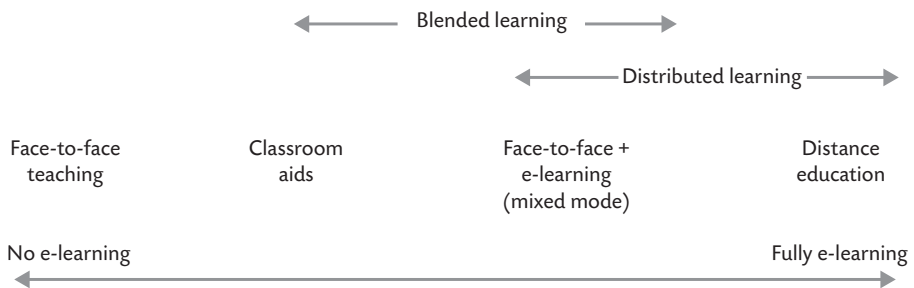 Blended learning
Distributed learning
Face-to-face
teaching
Classroom
aids
Face-to-face +
e-learning
(mixed mode)
Distance
education
No e-learning
Fully e-learning